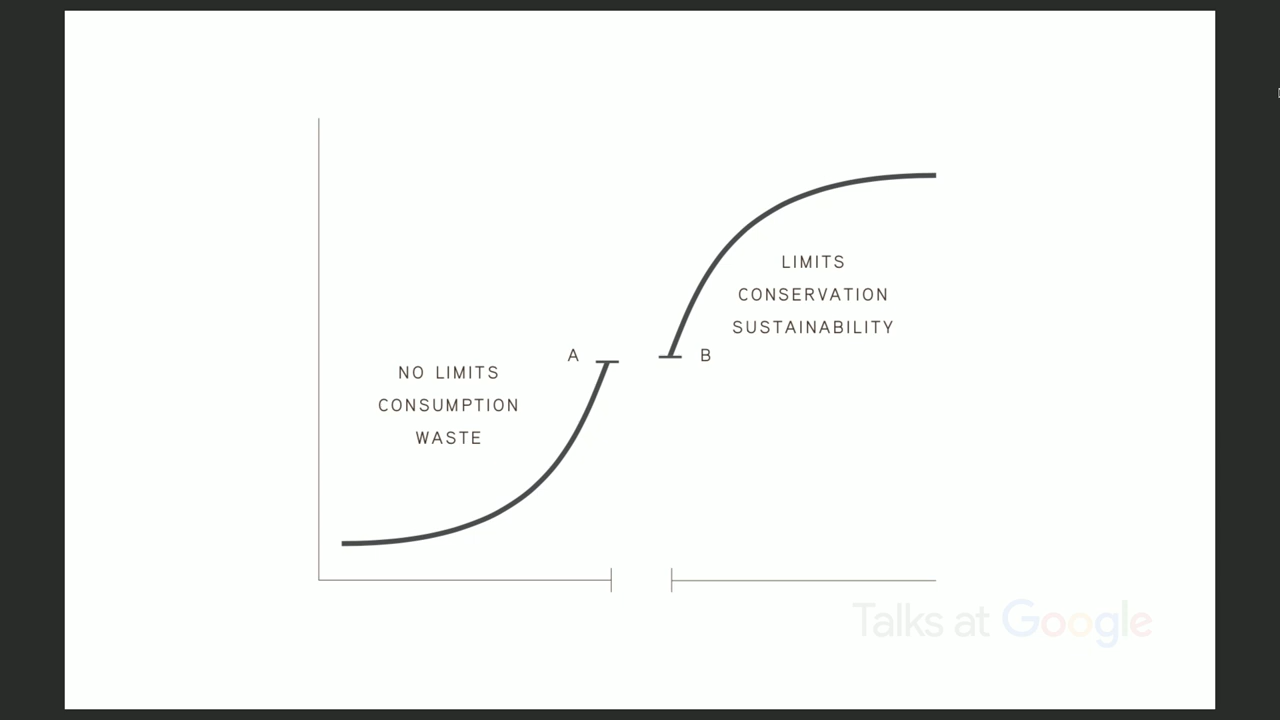 A
NO LIMITS
CONSUMPTION
WASTE
B
LIMITS
CONSERVATION
SUSTAINABILITY
Talks at Google